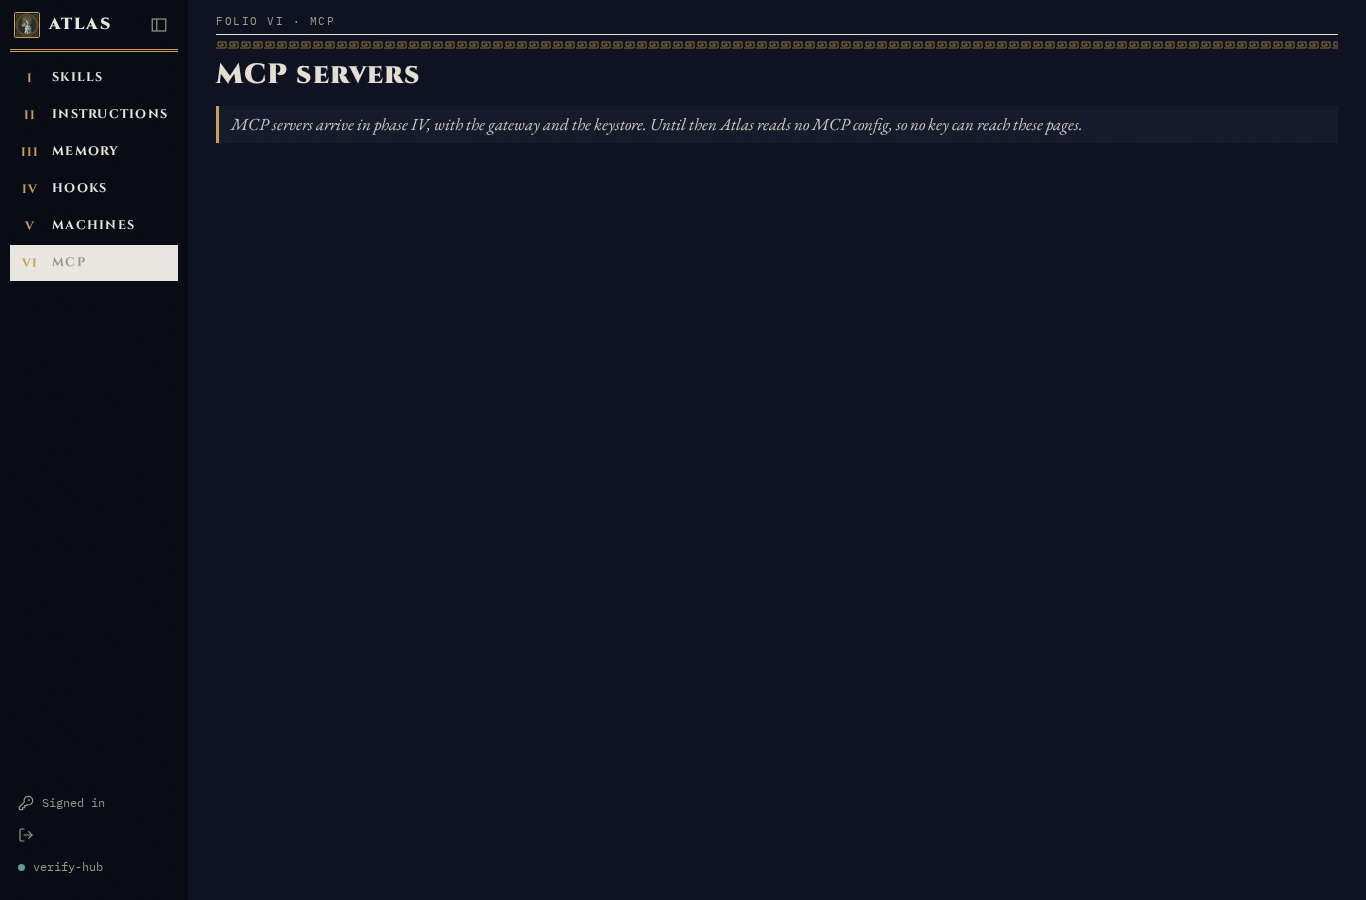 ATLAS
I SKILLS
II INSTRUCTIONS
III MEMORY
IV HOOKS
V MACHINES
VI MCP
Signed in
verify-hub
FOLIO VI · MCP
MCP SERVERS
MCP servers arrive in phase IV, with the gateway and the keystore. Until then Atlas reads no MCP config, so no key can reach these pages.